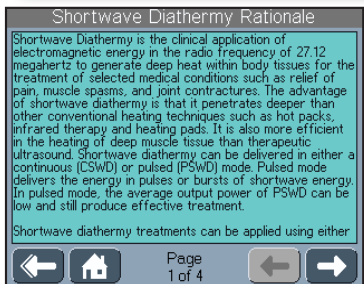 Shortwave Diathermy Rationale
Shortwave Diathermy is the clinical application of
electromagnetic energy in the radio frequency of 27.12
megahertz to generate deep heat within body tissues for the
treatment of selected medical conditions such as relief of
pain, muscle spasms, and joint contractures. The advantage
of shortwave diathermy is that it penetrates deeper than
other conventional heating techniques such as hot packs,
infrared therapy and heating pads. It is also more efficient
in the heating of deep muscle tissue than therapeutic
ultrasound. Shortwave diathermy can be delivered in either a
continuous (CSWD) or pulsed (PSWD) mode. Pulsed mode
delivers the energy in pulses or bursts of shortwave energy.
In pulsed mode, the average output power of PSWD can be
low and still produce effective treatment.
Shortwave diathermy treatments can be applied using either
Page
1 of 4